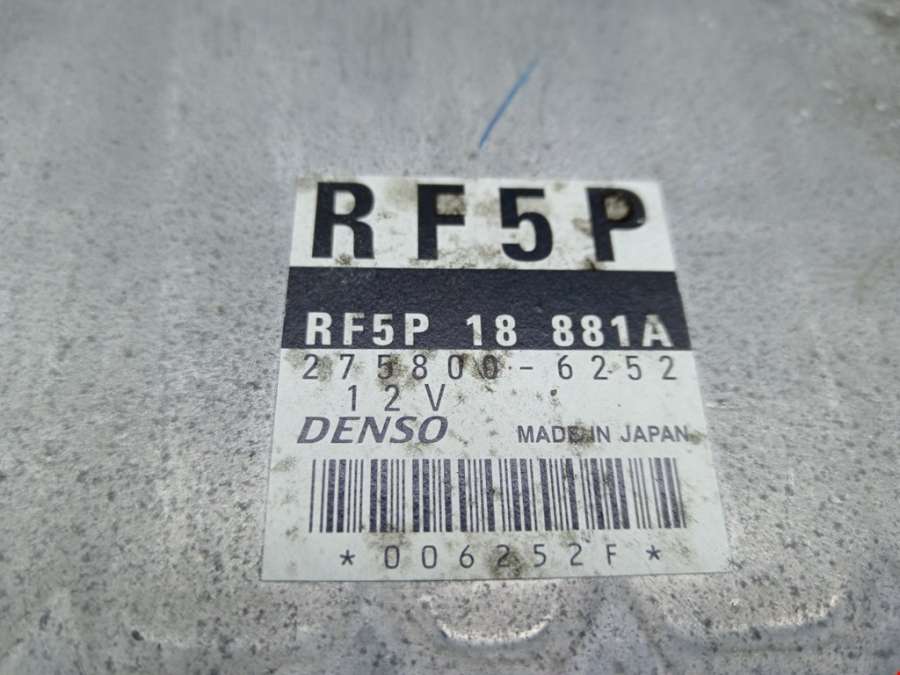 RF5P
RF5P 18 881A
275800-6252
12V
DENSO MADE IN JAPAN
*006252F*